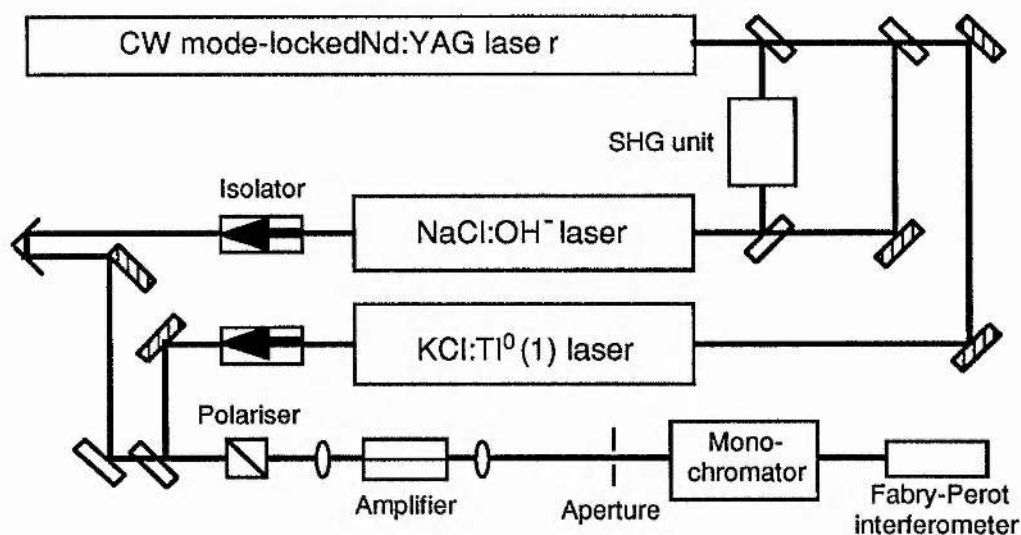 CW mode-lockedNd:YAG lase r
SHG unit
Isolator
NaCl:OH⁻ laser
KCl:Tl⁰ (1) laser
Polariser
Amplifier
Aperture
Mono-
chromator
Fabry-Perot
interferometer